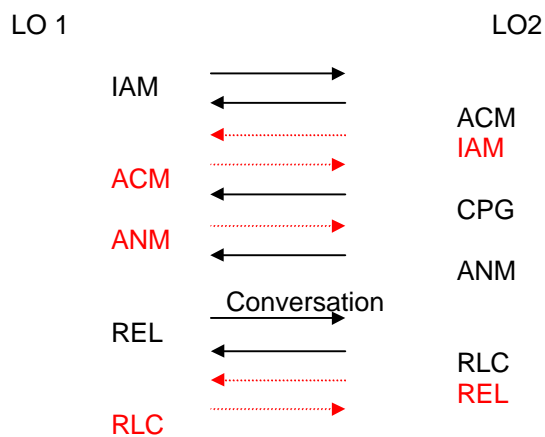 LO 1
LO2
IAM
ACM
IAM
ACM
CPG
ANM
ANM
Conversation
REL
RLC
REL
RLC